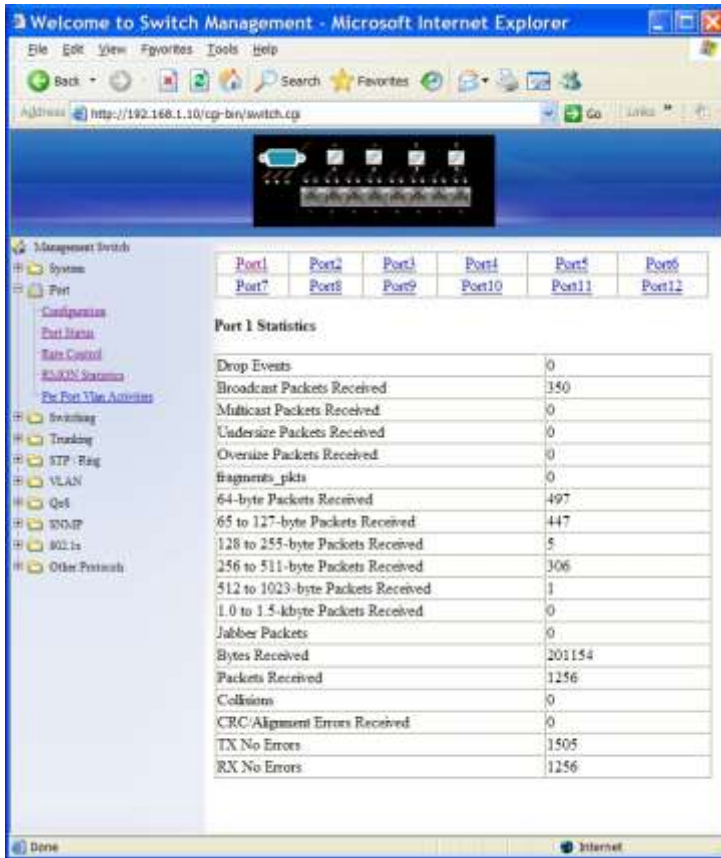 Welcome to Switch Management - Microsoft Internet Explorer
File Edit View Favorites Tools Help
Back Search Favorites
Address http://192.168.1.10/cgi-bin/switch.cgi Go Links »
Management Switch
System
Port
Configuration
Port Status
Rate Control
RMON Statistics
Per Port Vlan Activities
Switching
Trunking
STP / Ring
VLAN
QoS
SNMP
802.1x
Other Protocols
Port1 Port2 Port3 Port4 Port5 Port6
Port7 Port8 Port9 Port10 Port11 Port12
Port 1 Statistics
Drop Events 0
Broadcast Packets Received 350
Multicast Packets Received 0
Undersize Packets Received 0
Oversize Packets Received 0
fragments_pkts 0
64-byte Packets Received 497
65 to 127-byte Packets Received 447
128 to 255-byte Packets Received 5
256 to 511-byte Packets Received 306
512 to 1023-byte Packets Received 1
1.0 to 1.5-kbyte Packets Received 0
Jabber Packets 0
Bytes Received 201154
Packets Received 1256
Collisions 0
CRC/Alignment Errors Received 0
TX No Errors 1505
RX No Errors 1256
Done Internet